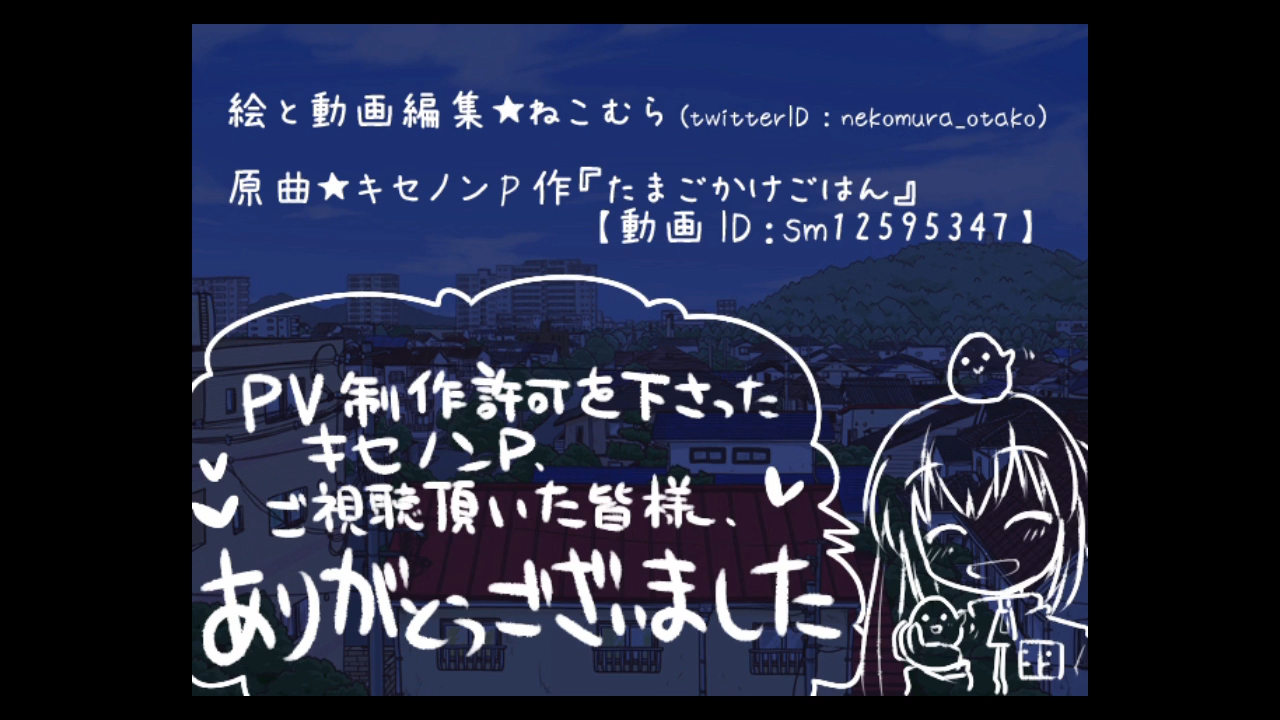 絵と動画編集★ねこむら(twitterID:nekomura_otako)
原曲★キセノンP作『たまごかけごはん』
【動画ID:sm12595347】
PV制作許可を下さった
キセノンP、
ご視聴頂いた皆様、
ありがとうございました